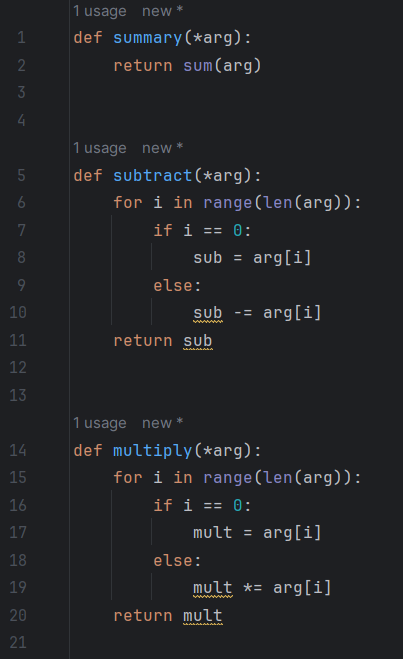 1 usage new *
1 def summary(*arg):
2     return sum(arg)
3
4
1 usage new *
5 def subtract(*arg):
6     for i in range(len(arg)):
7         if i == 0:
8             sub = arg[i]
9         else:
10             sub -= arg[i]
11     return sub
12
13
1 usage new *
14 def multiply(*arg):
15     for i in range(len(arg)):
16         if i == 0:
17             mult = arg[i]
18         else:
19             mult *= arg[i]
20     return mult
21